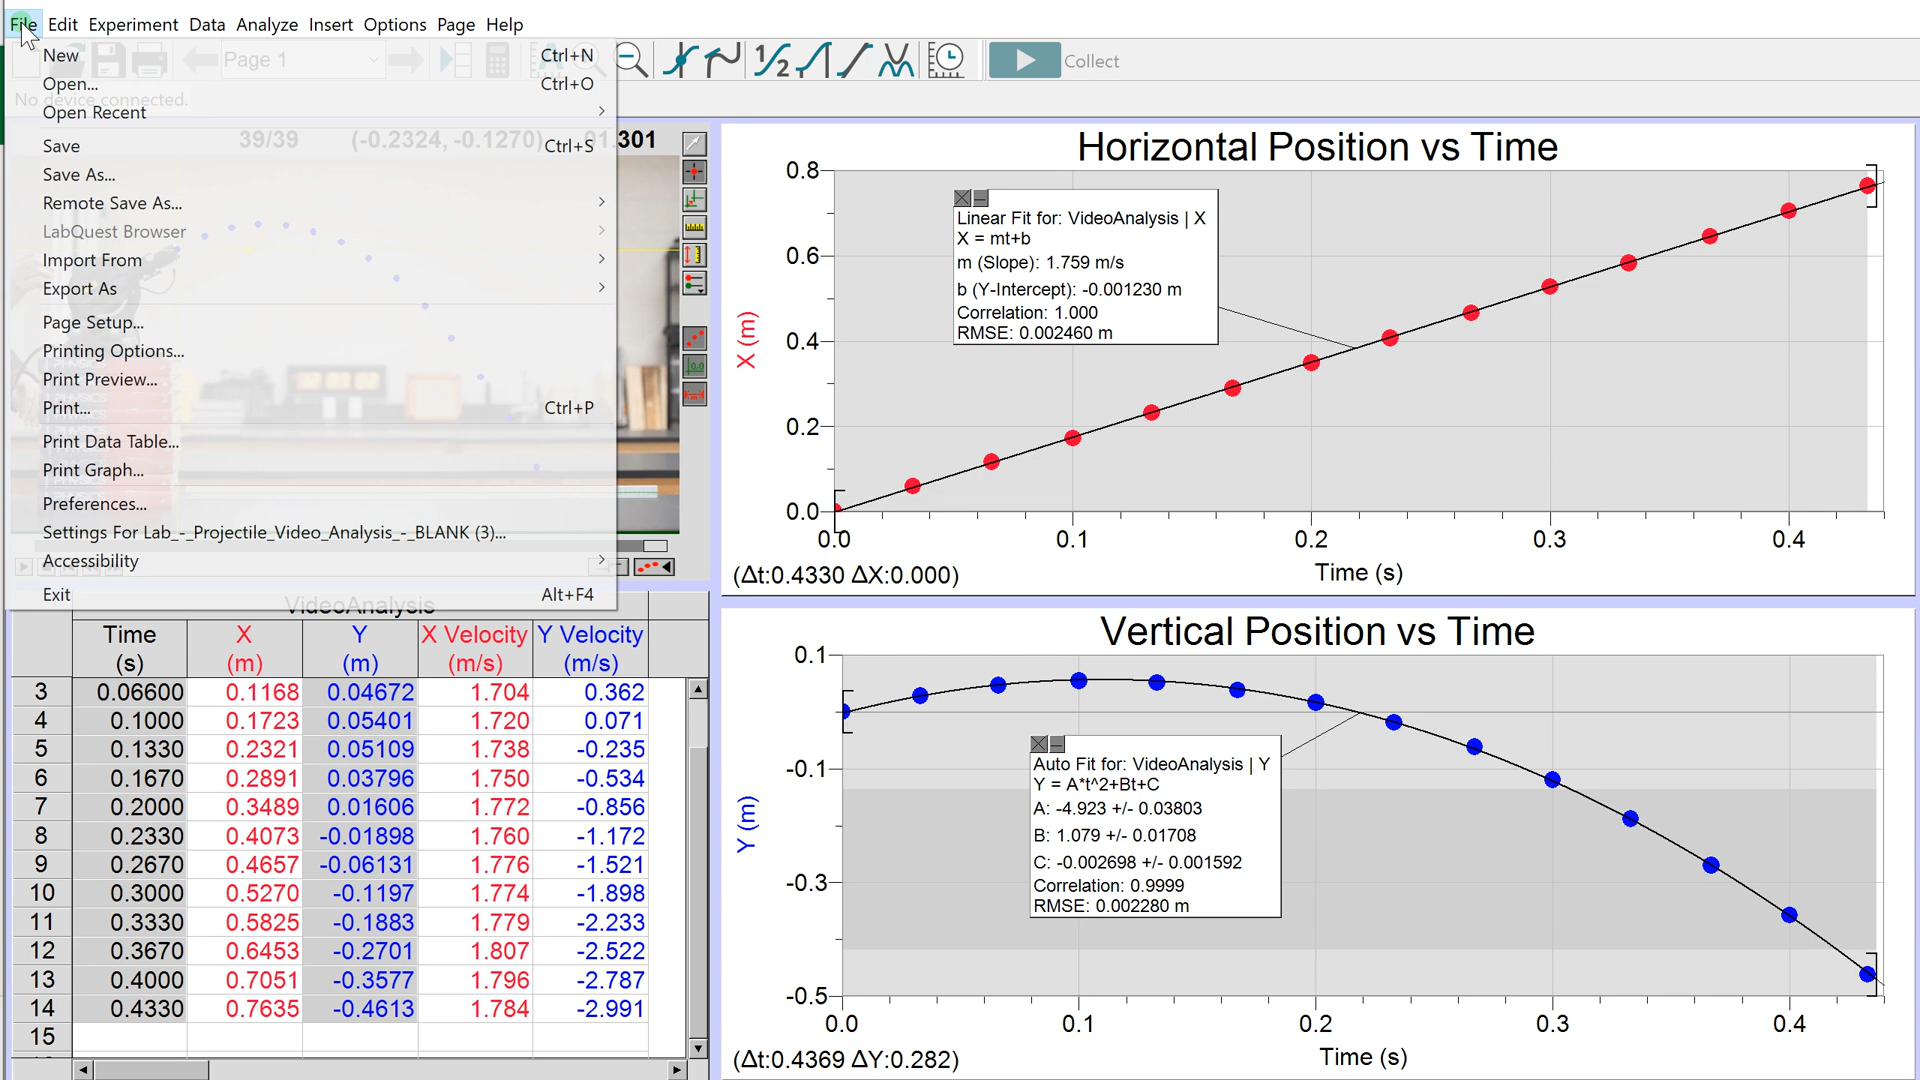 File Edit Experiment Data Analyze Insert Options Page Help
New Ctrl+N
Page 1
Open... Ctrl+O
No device connected.
Open Recent
Collect
39/39 (-0.2324, -0.1270) 01.301
Save Ctrl+S
Save As...
Remote Save As...
LabQuest Browser
Import From
Export As
Page Setup...
Printing Options...
Print Preview...
Print... Ctrl+P
Print Data Table...
Print Graph...
Preferences...
Settings For Lab_-_Projectile_Video_Analysis_-_BLANK (3)...
Accessibility
Exit Alt+F4
Horizontal Position vs Time
0.8
0.6
0.4
0.2
0.0
X (m)
Linear Fit for: VideoAnalysis | X
X = mt+b
m (Slope): 1.759 m/s
b (Y-Intercept): -0.001230 m
Correlation: 1.000
RMSE: 0.002460 m
0.0 0.1 0.2 0.3 0.4
(Δt:0.4330 ΔX:0.000) Time (s)
VideoAnalysis
Time X Y X Velocity Y Velocity
(s) (m) (m) (m/s) (m/s)
3 0.06600 0.1168 0.04672 1.704 0.362
4 0.1000 0.1723 0.05401 1.720 0.071
5 0.1330 0.2321 0.05109 1.738 -0.235
6 0.1670 0.2891 0.03796 1.750 -0.534
7 0.2000 0.3489 0.01606 1.772 -0.856
8 0.2330 0.4073 -0.01898 1.760 -1.172
9 0.2670 0.4657 -0.06131 1.776 -1.521
10 0.3000 0.5270 -0.1197 1.774 -1.898
11 0.3330 0.5825 -0.1883 1.779 -2.233
12 0.3670 0.6453 -0.2701 1.807 -2.522
13 0.4000 0.7051 -0.3577 1.796 -2.787
14 0.4330 0.7635 -0.4613 1.784 -2.991
15
Vertical Position vs Time
0.1
-0.1
-0.3
-0.5
Y (m)
Auto Fit for: VideoAnalysis | Y
Y = A*t^2+Bt+C
A: -4.923 +/- 0.03803
B: 1.079 +/- 0.01708
C: -0.002698 +/- 0.001592
Correlation: 0.9999
RMSE: 0.002280 m
0.0 0.1 0.2 0.3 0.4
(Δt:0.4369 ΔY:0.282) Time (s)